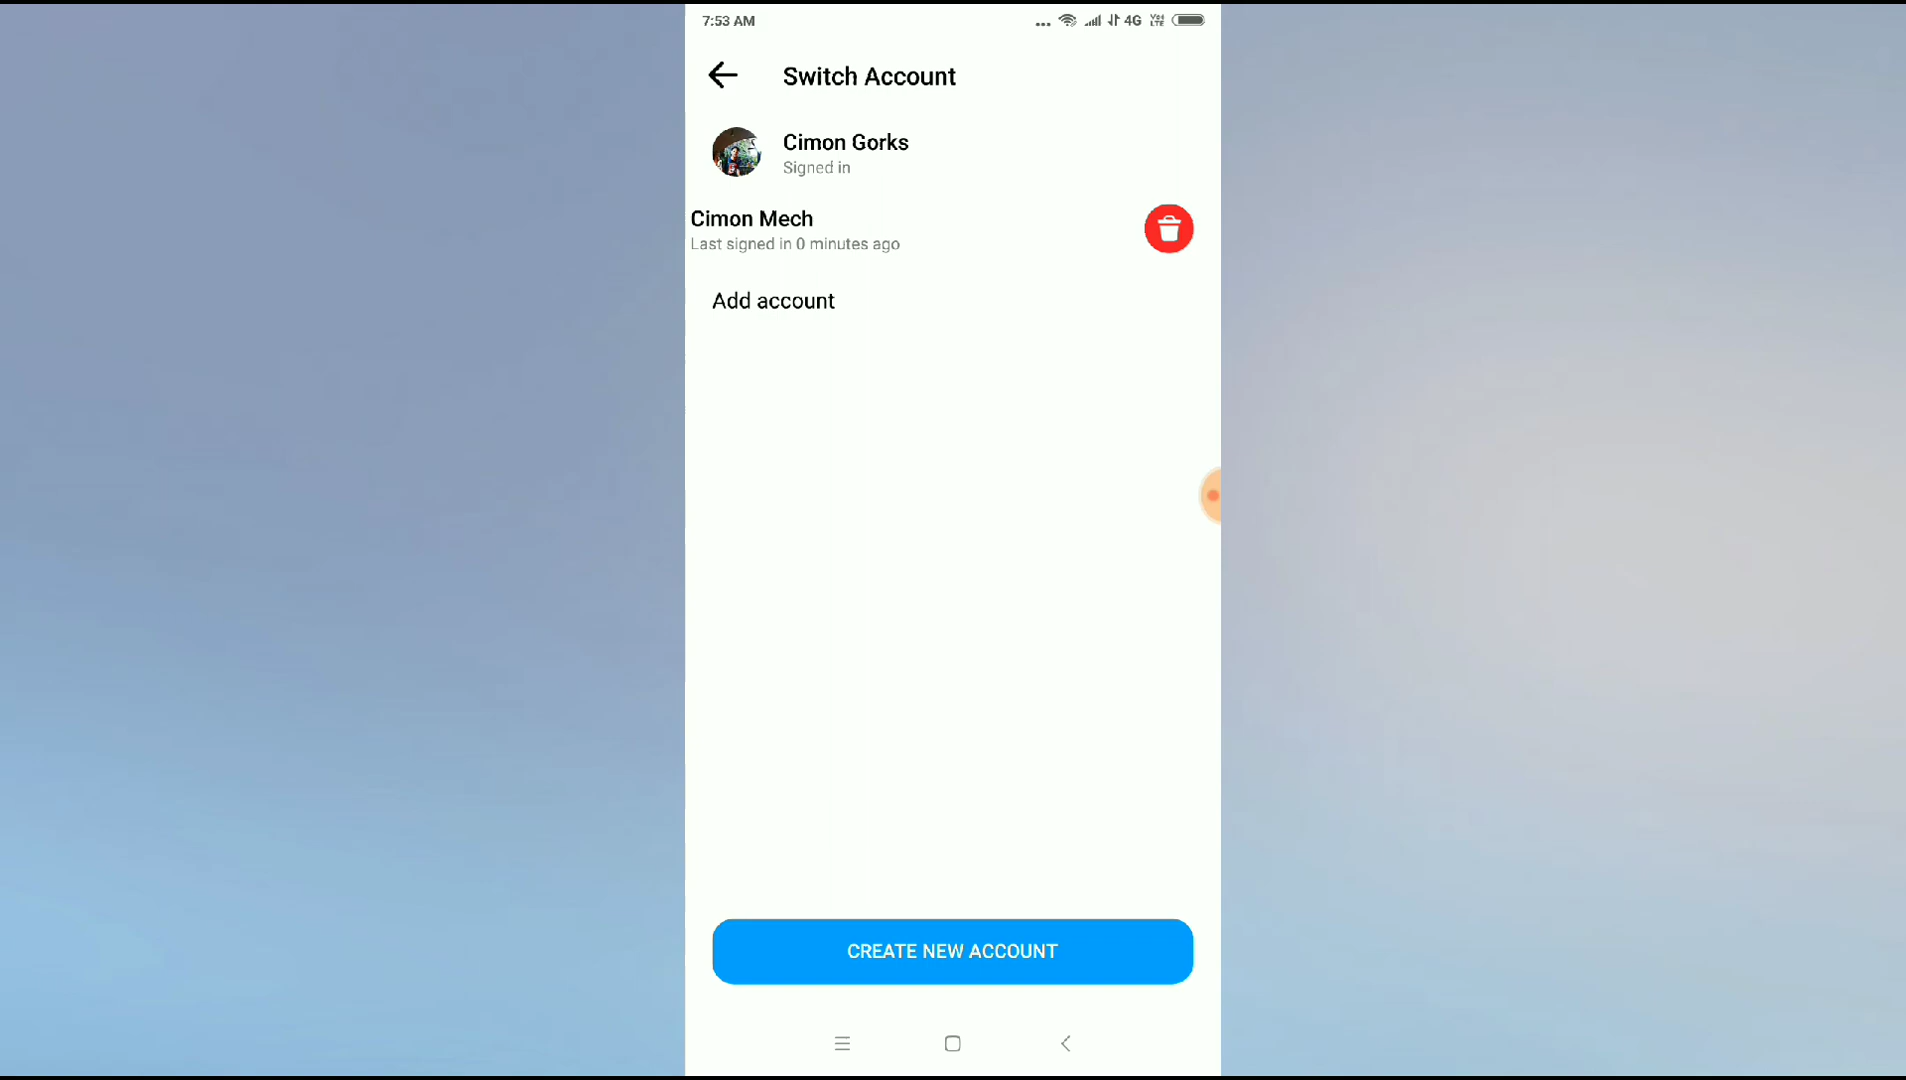 7:53 AM
4G
Switch Account
Cimon Gorks
Signed in
Cimon Mech
Last signed in 0 minutes ago
Add account
CREATE NEW ACCOUNT